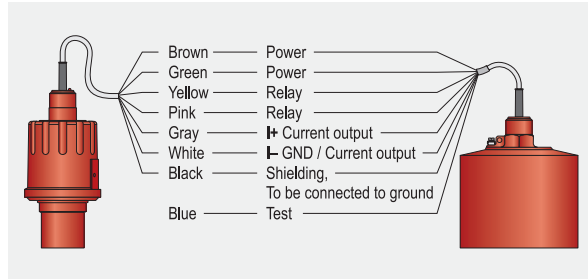 Brown Power
Green Power
Yellow Relay
Pink Relay
Gray I+ Current output
White I– GND / Current output
Black Shielding,
To be connected to ground
Blue Test